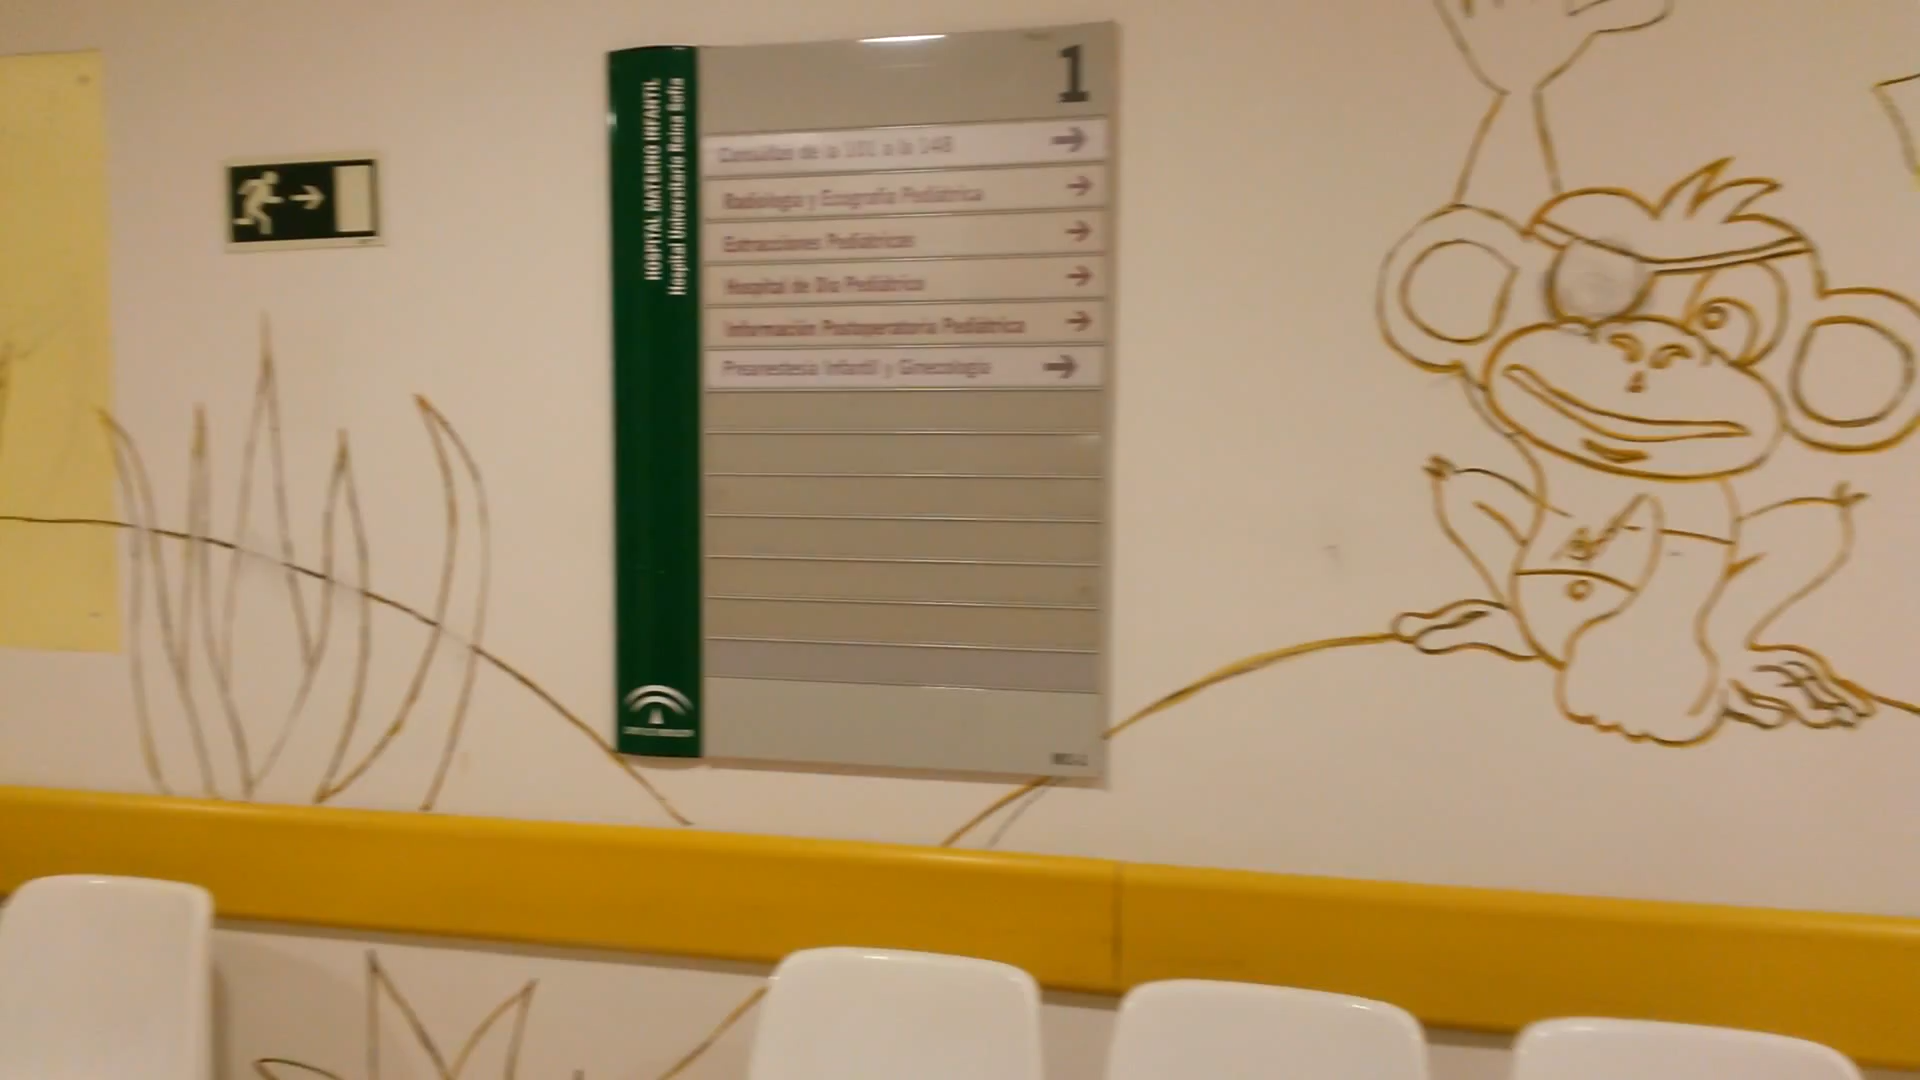 HOSPITAL MATERNO INFANTIL
Hospital Universitario Reina Sofía
1
Consultas de la 101 a la 148
Radiología y Ecografía Pediátrica
Extracciones Pediátricas
Hospital de Día Pediátrico
Información Postoperatoria Pediátrica
Preanestesia Infantil y Ginecología